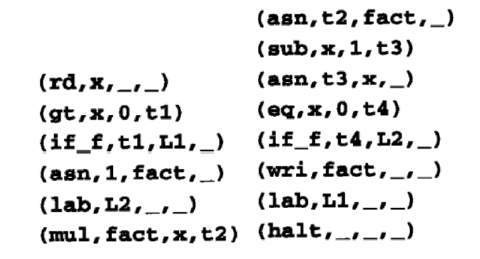 (rd,x,_,_)
(gt,x,0,t1)
(if_f,t1,L1,_)
(asn,1,fact,_)
(lab,L2,_,_)
(mul,fact,x,t2)
(asn,t2,fact,_)
(sub,x,1,t3)
(asn,t3,x,_)
(eq,x,0,t4)
(if_f,t4,L2,_)
(wri,fact,_,_)
(lab,L1,_,_)
(halt,_,_,_)